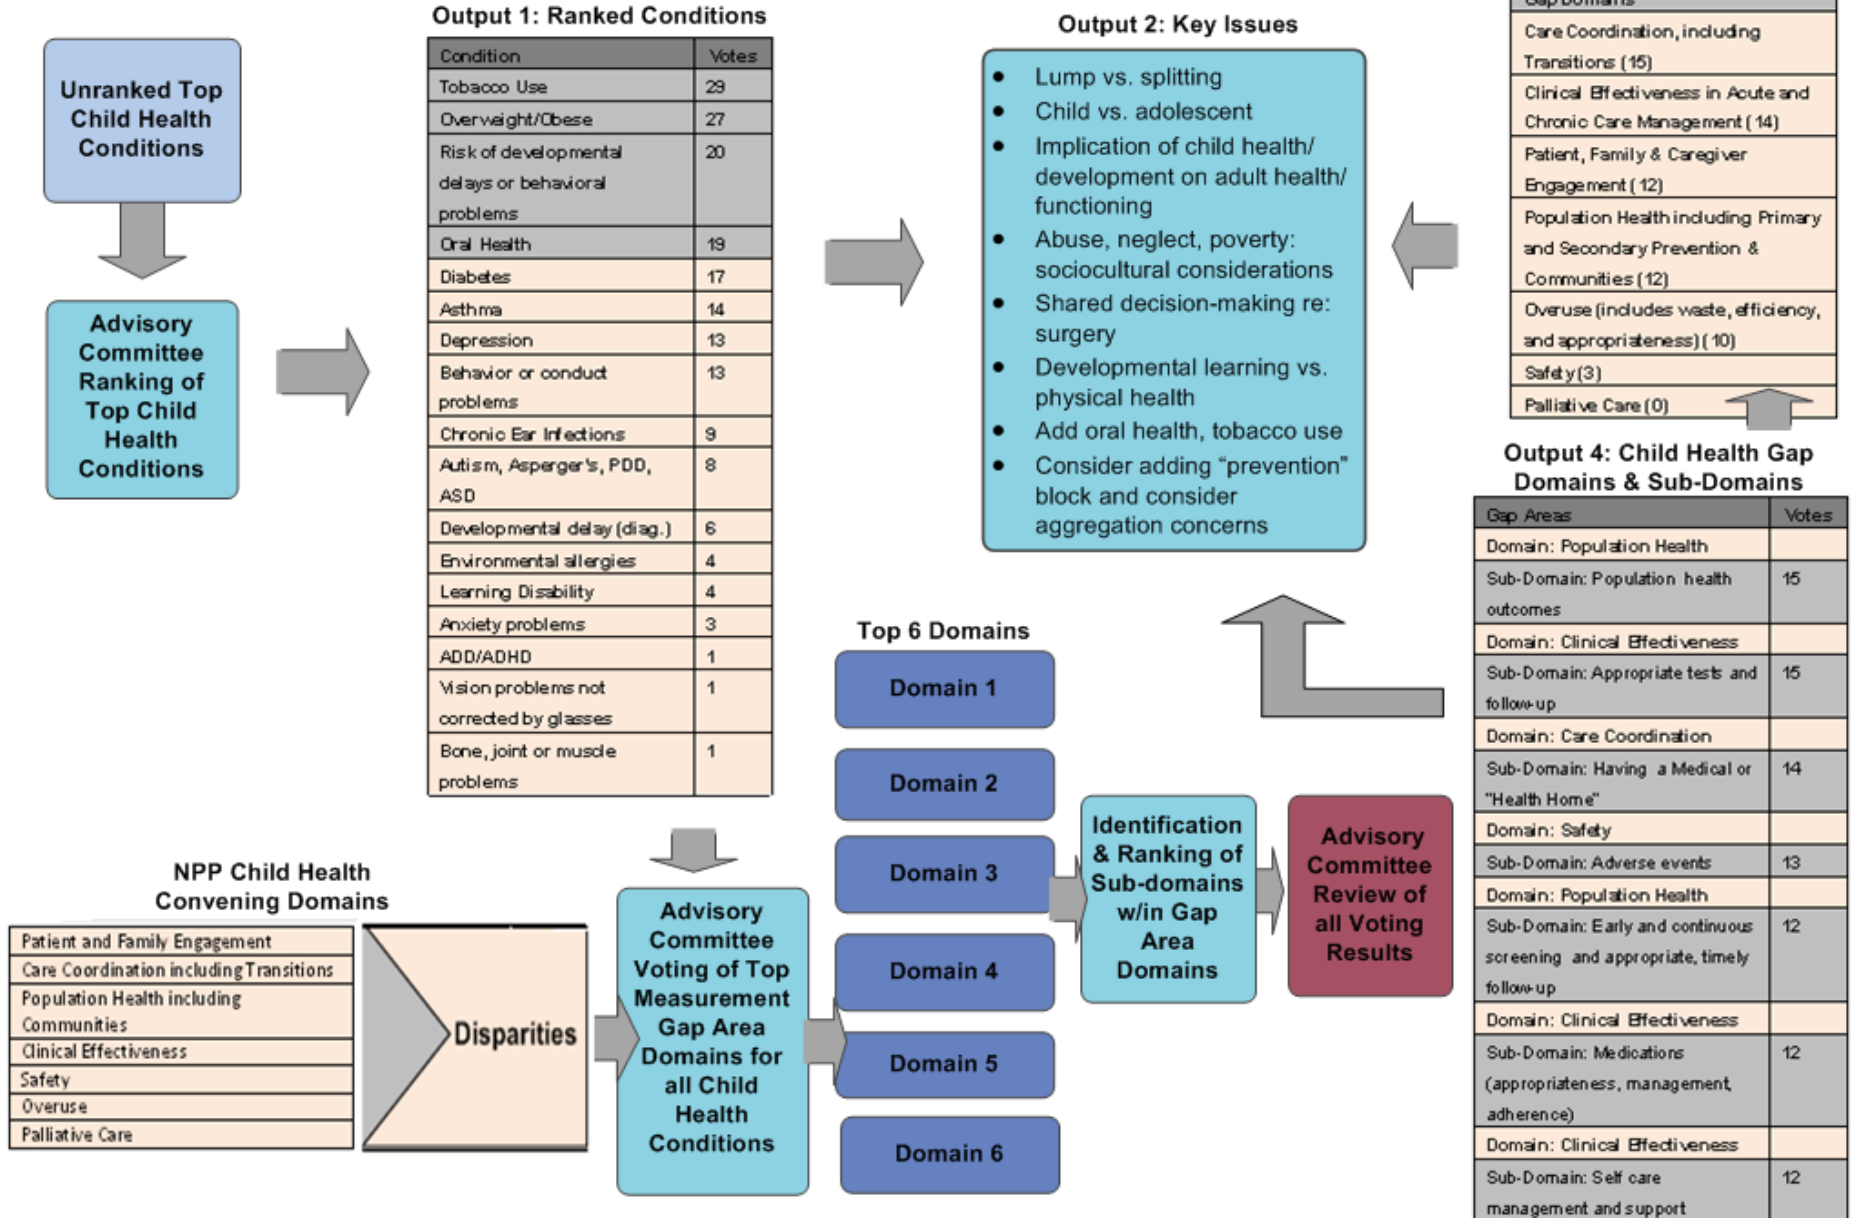 Output 1: Ranked Conditions
Unranked Top
Child Health
Conditions
Advisory
Committee
Ranking of
Top Child
Health
Conditions
Condition Votes
Tobacco Use 29
Overweight/Obese 27
Risk of developmental 20
delays or behavioral
problems
Oral Health 19
Diabetes 17
Asthma 14
Depression 13
Behavior or conduct 13
problems
Chronic Ear Infections 9
Autism, Asperger's, PDD, 8
ASD
Developmental delay (diag.) 6
Environmental allergies 4
Learning Disability 4
Anxiety problems 3
ADD/ADHD 1
Vision problems not 1
corrected by glasses
Bone, joint or muscle 1
problems
Output 2: Key Issues
• Lump vs. splitting
• Child vs. adolescent
• Implication of child health/
development on adult health/
functioning
• Abuse, neglect, poverty:
sociocultural considerations
• Shared decision-making re:
surgery
• Developmental learning vs.
physical health
• Add oral health, tobacco use
• Consider adding “prevention”
block and consider
aggregation concerns
Gap Domains
Care Coordination, including
Transitions (15)
Clinical Effectiveness in Acute and
Chronic Care Management (14)
Patient, Family & Caregiver
Engagement (12)
Population Health including Primary
and Secondary Prevention &
Communities (12)
Overuse (includes waste, efficiency,
and appropriateness) (10)
Safety (3)
Palliative Care (0)
Output 4: Child Health Gap
Domains & Sub-Domains
Gap Areas Votes
Domain: Population Health
Sub-Domain: Population health 15
outcomes
Domain: Clinical Effectiveness
Sub-Domain: Appropriate tests and 15
follow-up
Domain: Care Coordination
Sub-Domain: Having a Medical or 14
"Health Home"
Domain: Safety
Sub-Domain: Adverse events 13
Domain: Population Health
Sub-Domain: Early and continuous 12
screening and appropriate, timely
follow-up
Domain: Clinical Effectiveness
Sub-Domain: Medications 12
(appropriateness, management,
adherence)
Domain: Clinical Effectiveness
Sub-Domain: Self care 12
management and support
NPP Child Health
Convening Domains
Patient and Family Engagement
Care Coordination including Transitions
Population Health including
Communities
Clinical Effectiveness
Safety
Overuse
Palliative Care
Disparities
Advisory
Committee
Voting of Top
Measurement
Gap Area
Domains for
all Child
Health
Conditions
Top 6 Domains
Domain 1
Domain 2
Domain 3
Domain 4
Domain 5
Domain 6
Identification
& Ranking of
Sub-domains
w/in Gap
Area
Domains
Advisory
Committee
Review of
all Voting
Results